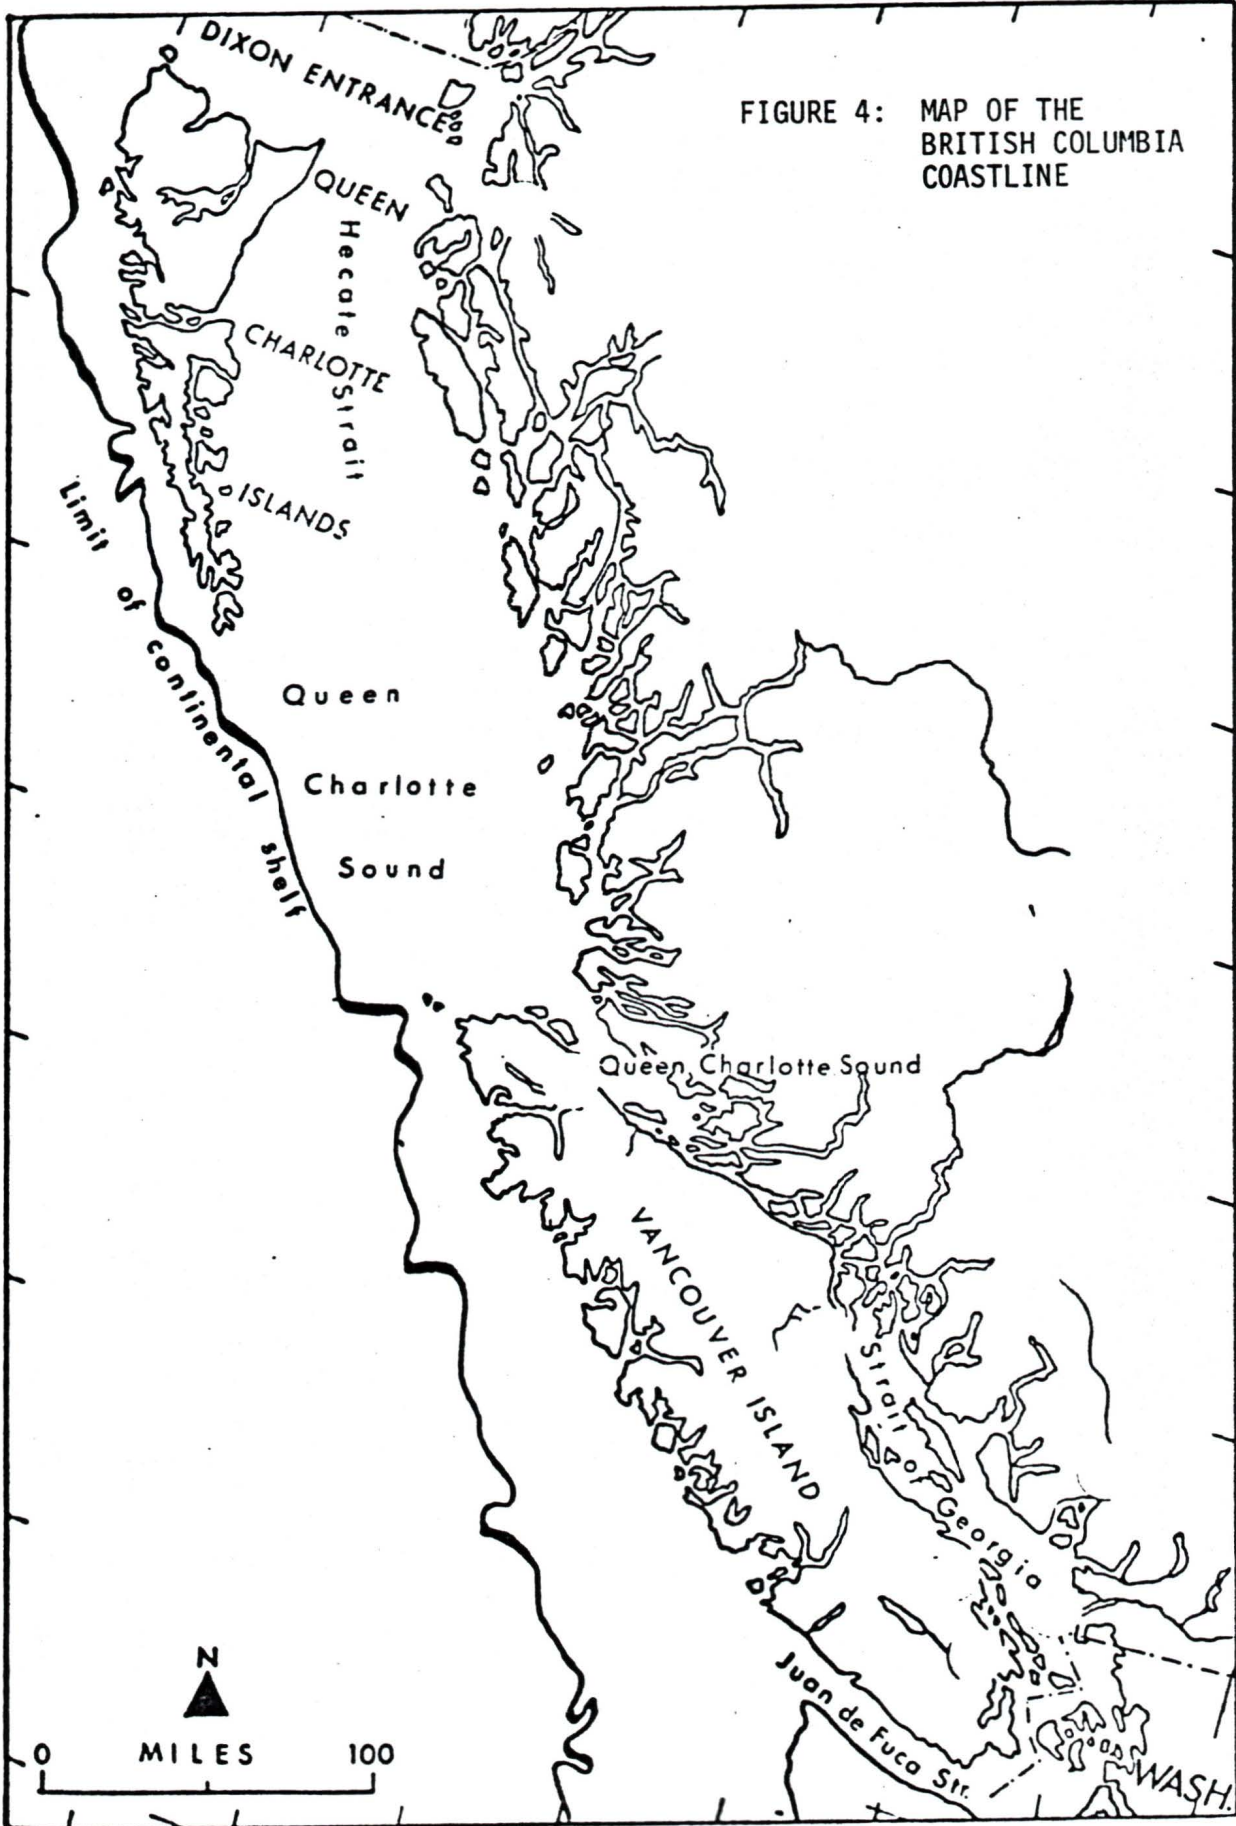 DIXON ENTRANCE
FIGURE 4: MAP OF THE
BRITISH COLUMBIA
COASTLINE
QUEEN
CHARLOTTE
ISLANDS
Hecate Strait
Limit of continental shelf
Queen
Charlotte
Sound
Queen Charlotte Sound
VANCOUVER ISLAND
Strait of Georgia
Juan de Fuca Str.
WASH.
N
0 MILES 100